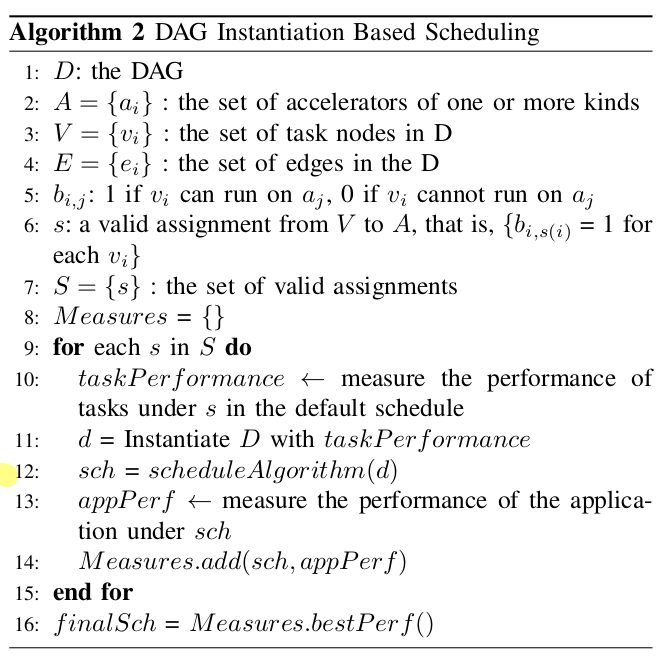 Algorithm 2 DAG Instantiation Based Scheduling
1: D: the DAG
2: A = {a_i} : the set of accelerators of one or more kinds
3: V = {v_i} : the set of task nodes in D
4: E = {e_i} : the set of edges in the D
5: b_{i,j}: 1 if v_i can run on a_j, 0 if v_i cannot run on a_j
6: s: a valid assignment from V to A, that is, {b_{i,s(i)} = 1 for
each v_i}
7: S = {s} : the set of valid assignments
8: Measures = {}
9: for each s in S do
10: taskPerformance ← measure the performance of
tasks under s in the default schedule
11: d = Instantiate D with taskPerformance
12: sch = scheduleAlgorithm(d)
13: appPerf ← measure the performance of the applica-
tion under sch
14: Measures.add(sch, appPerf)
15: end for
16: finalSch = Measures.bestPerf()